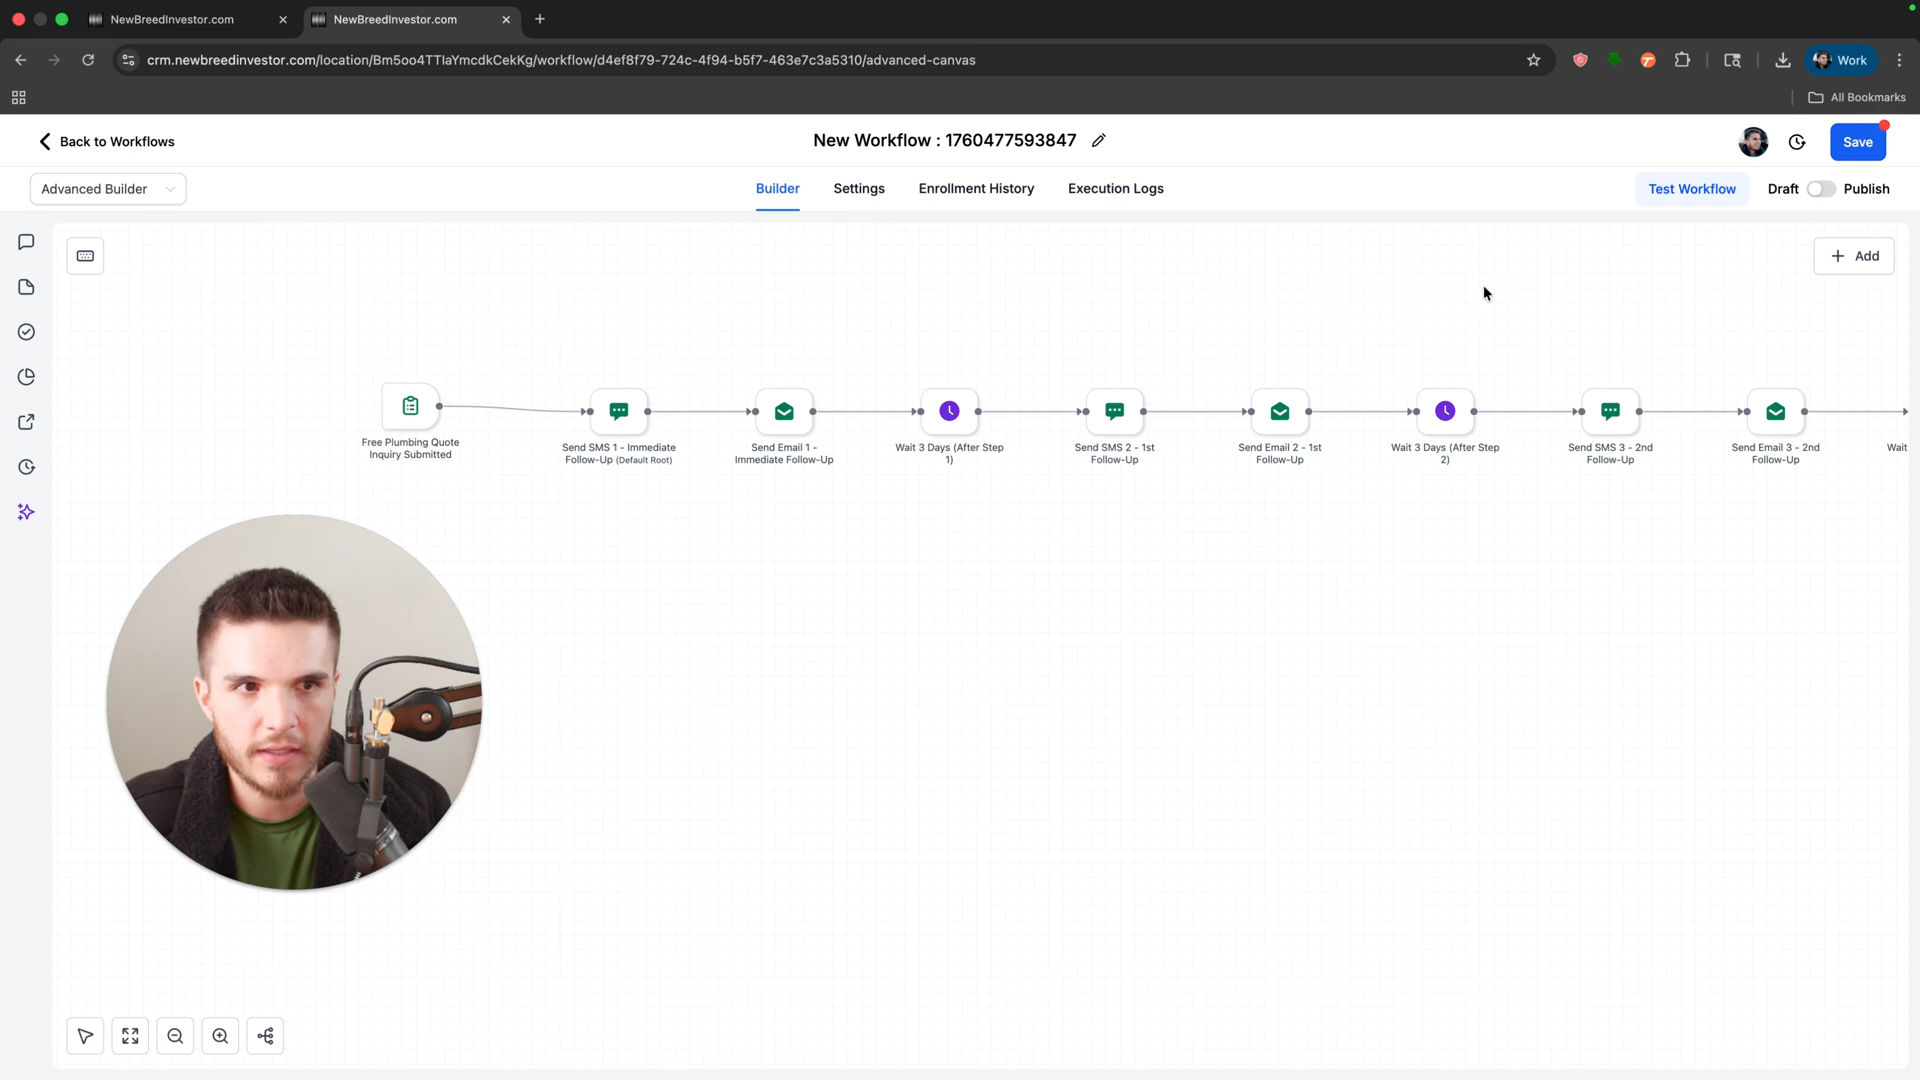 NewBreedInvestor.com
NewBreedInvestor.com
crm.newbreedinvestor.com/location/Bm5oo4TTlaYmcdkCekKg/workflow/d4ef8f79-724c-4f94-b5f7-463e7c3a5310/advanced-canvas
Work
All Bookmarks
Back to Workflows
New Workflow : 1760477593847
Save
Advanced Builder
Builder
Settings
Enrollment History
Execution Logs
Test Workflow
Draft
Publish
Add
Free Plumbing Quote
Inquiry Submitted
Send SMS 1 - Immediate
Follow-Up (Default Root)
Send Email 1 -
Immediate Follow-Up
Wait 3 Days (After Step
1)
Send SMS 2 - 1st
Follow-Up
Send Email 2 - 1st
Follow-Up
Wait 3 Days (After Step
2)
Send SMS 3 - 2nd
Follow-Up
Send Email 3 - 2nd
Follow-Up
Wait